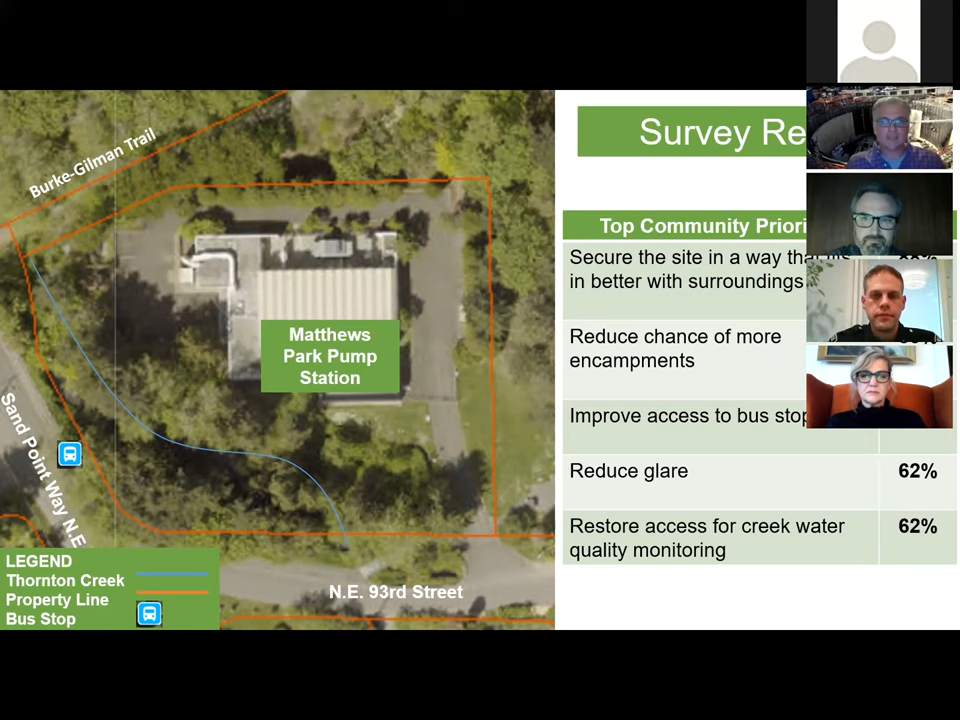 Burke-Gilman Trail
Matthews
Park Pump
Station
Sand Point Way N.E
N.E. 93rd Street
LEGEND
Thornton Creek
Property Line
Bus Stop
Survey Re
Top Community Priori
Secure the site in a way that
in better with surroundings
Reduce chance of more
encampments
Improve access to bus stop
Reduce glare
62%
Restore access for creek water
quality monitoring
62%